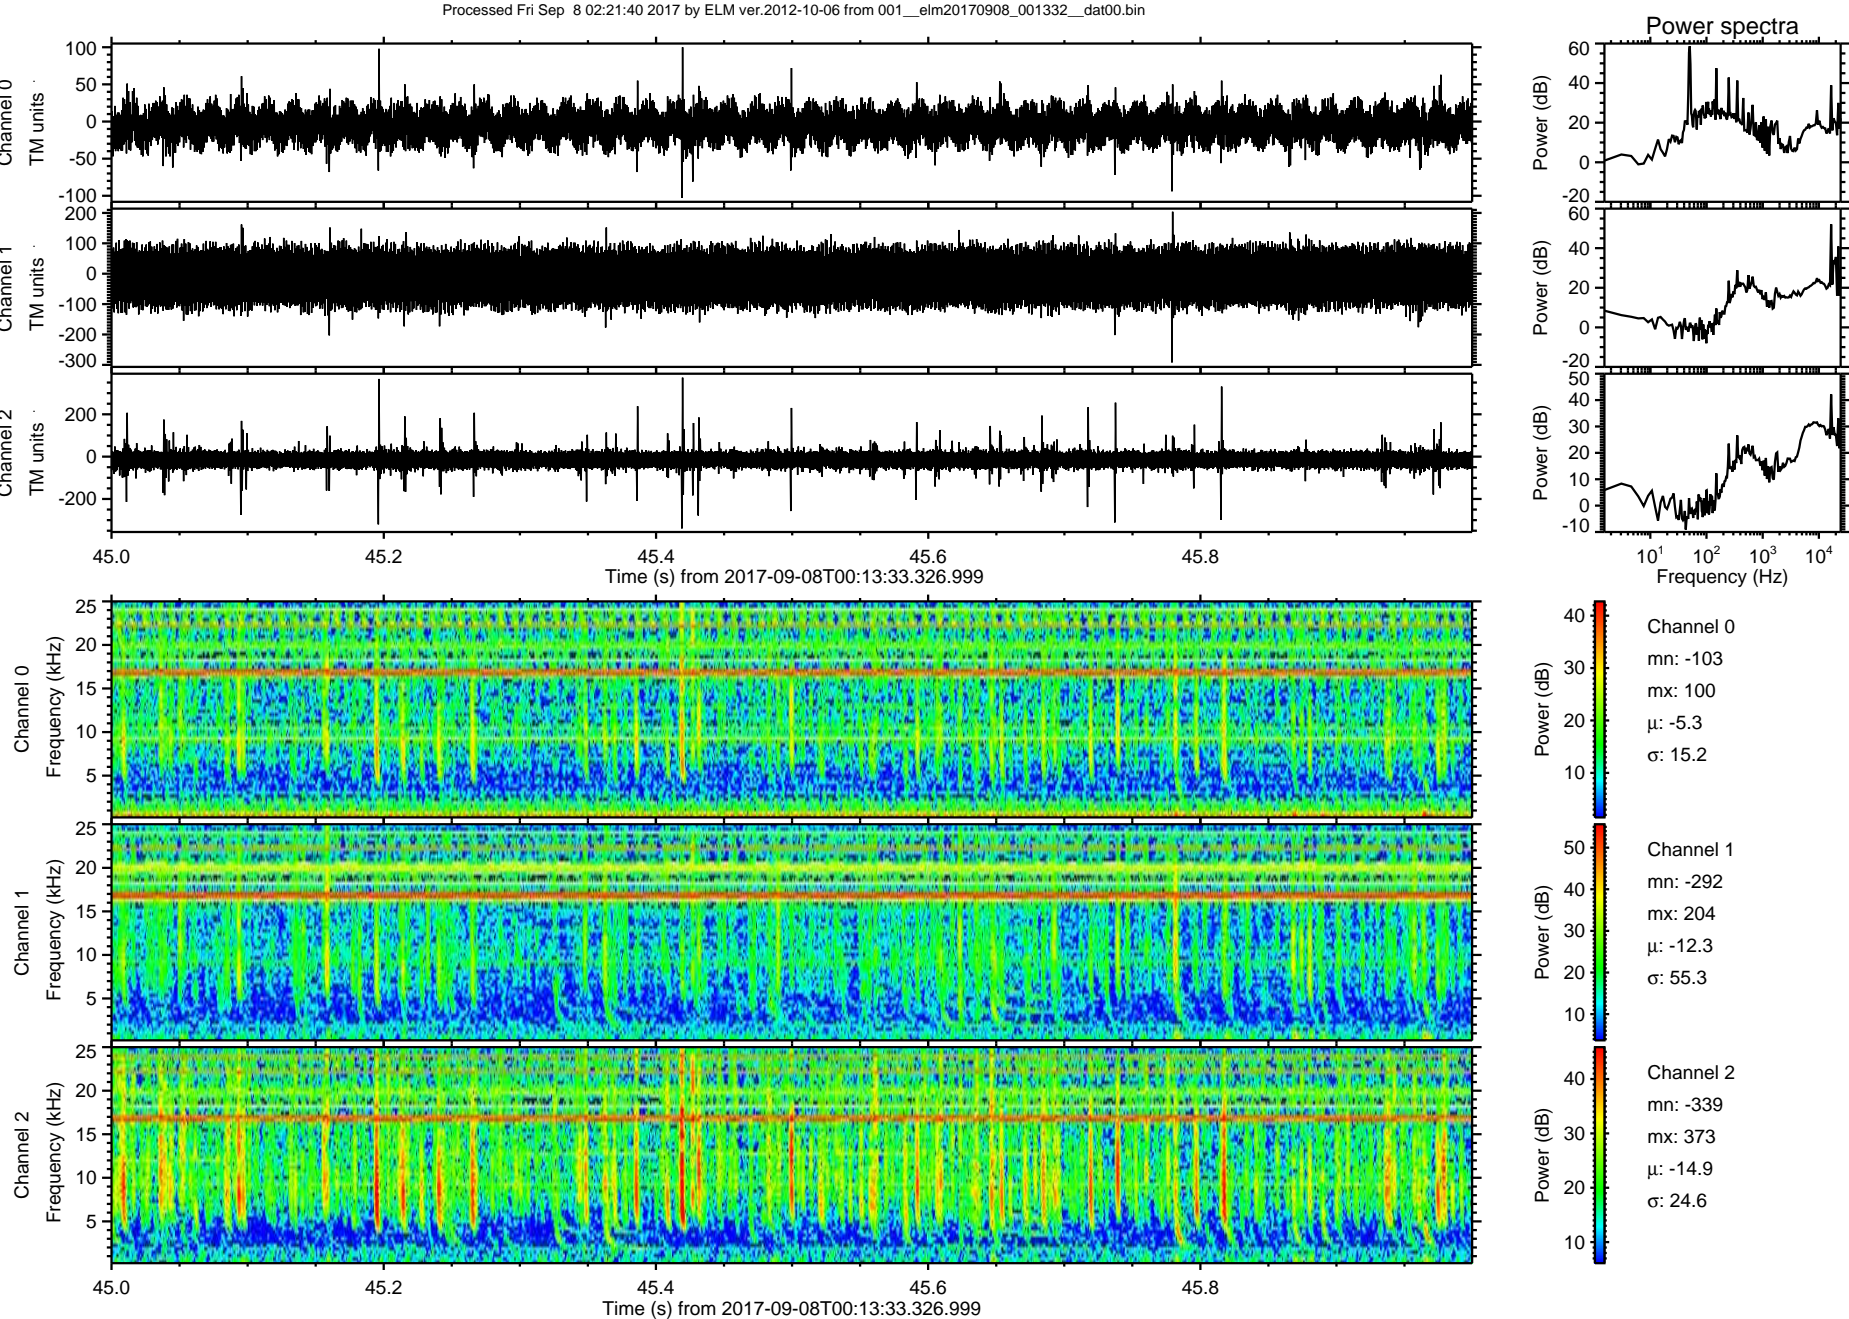 Processed Fri Sep  8 02:21:40 2017 by ELM ver.2012-10-06 from 001__elm20170908_001332__dat00.bin
Power spectra
Channel 0
TM units
100
50
0
-50
-100
Power (dB)
60
40
20
0
-20
Channel 1
TM units
200
100
0
-100
-200
-300
Power (dB)
60
40
20
0
-20
Channel 2
TM units
200
0
-200
Power (dB)
50
40
30
20
10
0
-10
45.0 45.2 45.4 45.6 45.8
Time (s) from 2017-09-08T00:13:33.326.999
10^1 10^2 10^3 10^4
Frequency (Hz)
Channel 0
Frequency (kHz)
25
20
15
10
5
Power (dB)
40
30
20
10
Channel 0
mn: -103
mx: 100
μ: -5.3
σ: 15.2
Channel 1
Frequency (kHz)
25
20
15
10
5
Power (dB)
50
40
30
20
10
Channel 1
mn: -292
mx: 204
μ: -12.3
σ: 55.3
Channel 2
Frequency (kHz)
25
20
15
10
5
Power (dB)
40
30
20
10
Channel 2
mn: -339
mx: 373
μ: -14.9
σ: 24.6
45.0 45.2 45.4 45.6 45.8
Time (s) from 2017-09-08T00:13:33.326.999